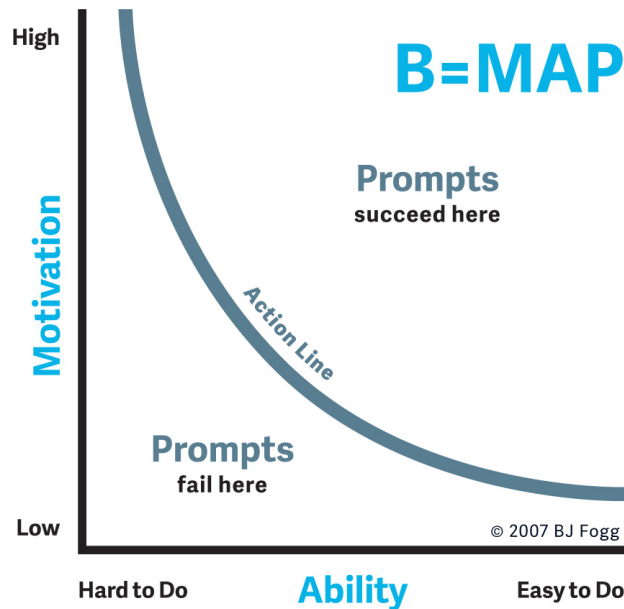 High
B=MAP
Prompts
succeed here
Motivation
Action Line
Prompts
fail here
Low
© 2007 BJ Fogg
Hard to Do
Ability
Easy to Do